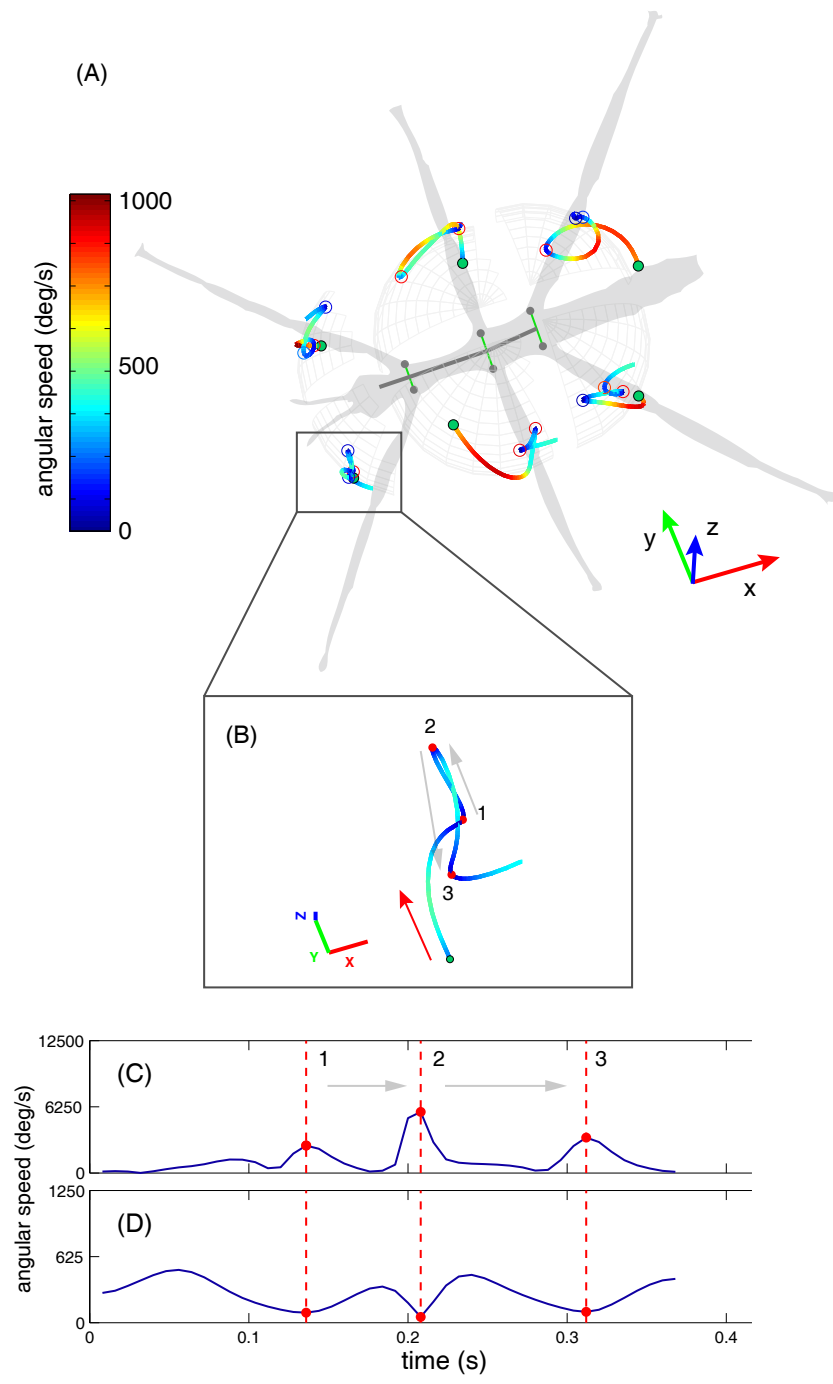 (A)
1000
500
0
angular speed (deg/s)
y
z
x
(B)
2
1
3
Z
Y
X
12500
6250
0
(C)
1
2
3
angular speed (deg/s)
1250
625
0
(D)
0
0.1
0.2
0.3
0.4
time (s)